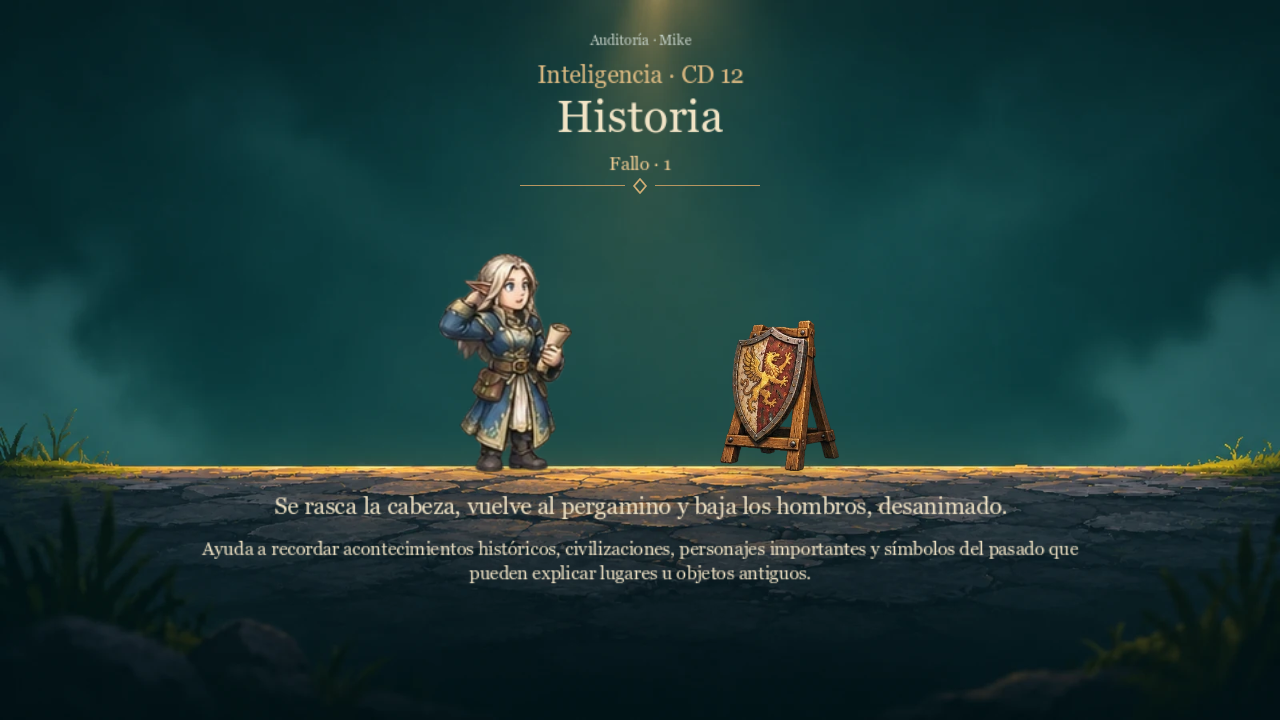 Auditoría · Mike
Inteligencia · CD 12
Historia
Fallo · 1
Se rasca la cabeza, vuelve al pergamino y baja los hombros, desanimado.
Ayuda a recordar acontecimientos históricos, civilizaciones, personajes importantes y símbolos del pasado que
pueden explicar lugares u objetos antiguos.